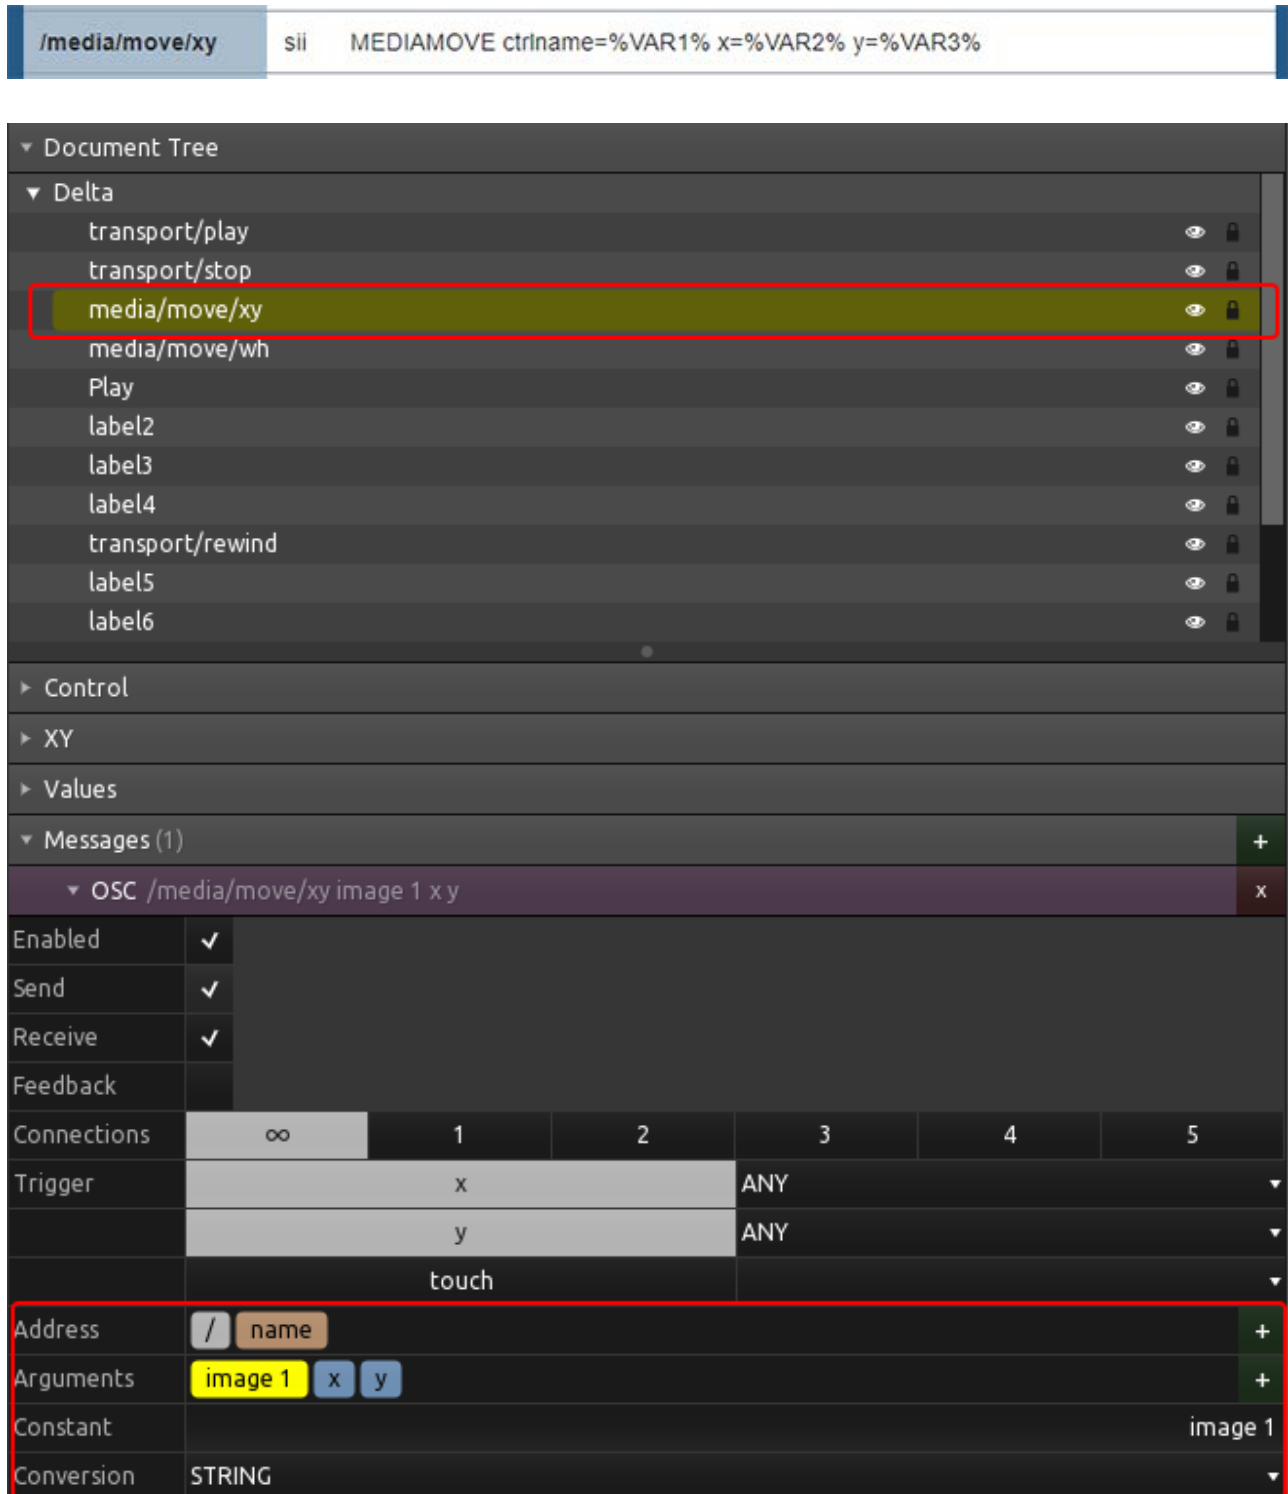 /media/move/xy sii MEDIAMOVE ctrlname=%VAR1% x=%VAR2% y=%VAR3%
Document Tree
Delta
transport/play
transport/stop
media/move/xy
media/move/wh
Play
label2
label3
label4
transport/rewind
label5
label6
Control
XY
Values
Messages (1) +
OSC /media/move/xy image 1 x y x
Enabled
Send
Receive
Feedback
Connections ∞ 1 2 3 4 5
Trigger x ANY
y ANY
touch
Address / name +
Arguments image 1 x y +
Constant image 1
Conversion STRING